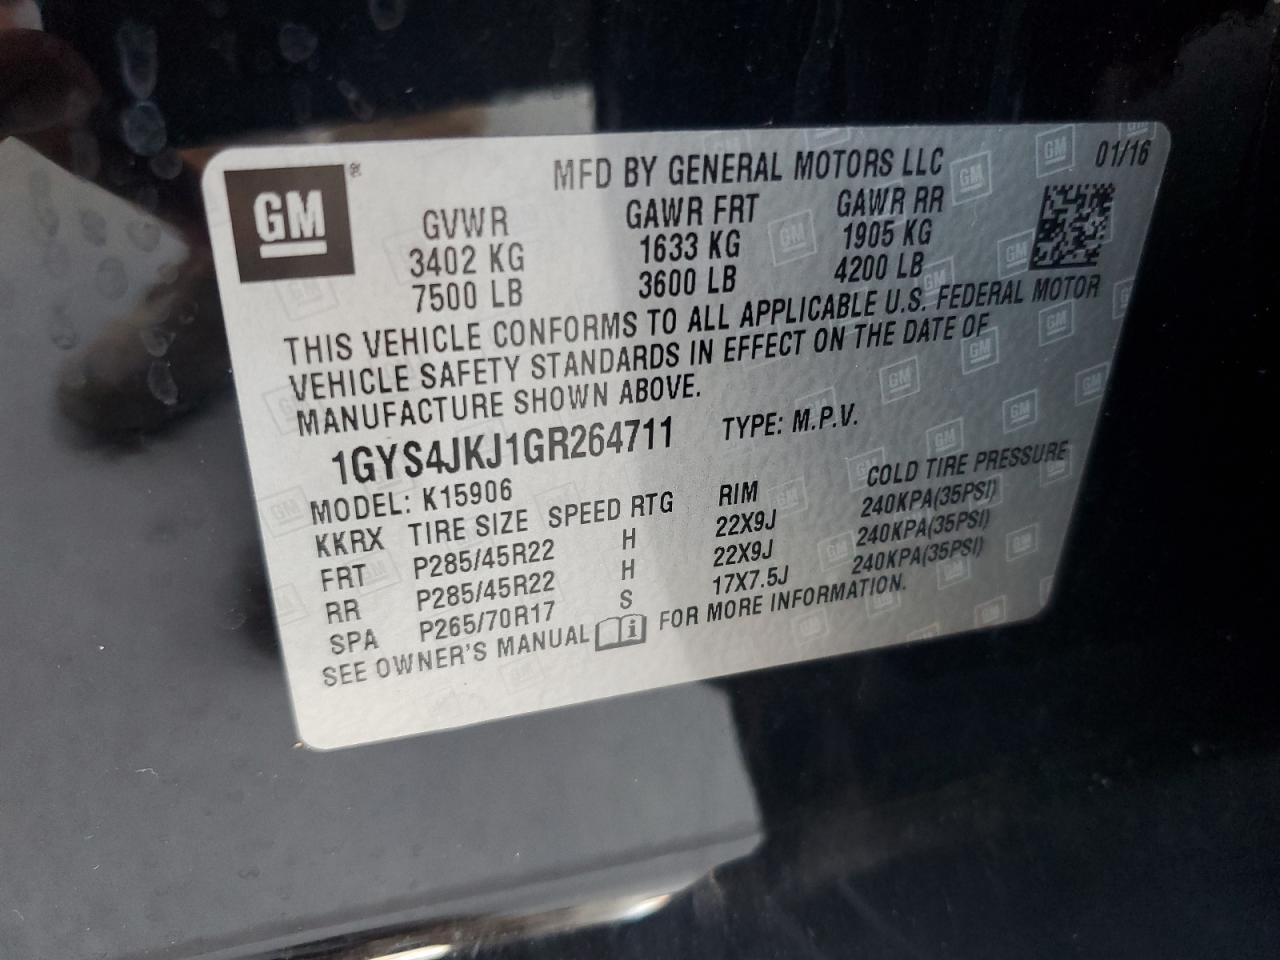 GM®
MFD BY GENERAL MOTORS LLC 01/16
GVWR GAWR FRT GAWR RR
3402 KG 1633 KG 1905 KG
7500 LB 3600 LB 4200 LB
THIS VEHICLE CONFORMS TO ALL APPLICABLE U.S. FEDERAL MOTOR
VEHICLE SAFETY STANDARDS IN EFFECT ON THE DATE OF
MANUFACTURE SHOWN ABOVE.
1GYS4JKJ1GR264711 TYPE: M.P.V.
MODEL: K15906
KKRX TIRE SIZE SPEED RTG RIM COLD TIRE PRESSURE
FRT P285/45R22 H 22X9J 240KPA(35PSI)
RR P285/45R22 H 22X9J 240KPA(35PSI)
SPA P265/70R17 S 17X7.5J 240KPA(35PSI)
SEE OWNER'S MANUAL FOR MORE INFORMATION.